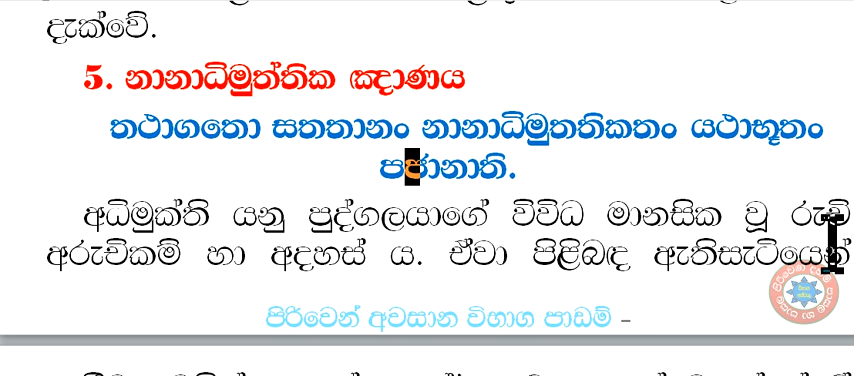 දැක්වේ.
5. නානාධිමුත්තික ඤාණය
තථාගතො සතතානං නානාධිමුතතිකතං යථාභූතං
පජානාති.
අධිමුක්ති යනු පුද්ගලයාගේ විවිධ මානසික වූ රුචි
අරුචිකම් හා අදහස් ය. ඒවා පිළිබඳ ඇතිසැටියෙන්
පිරිවෙන් අවසාන විභාග පාඩම් –